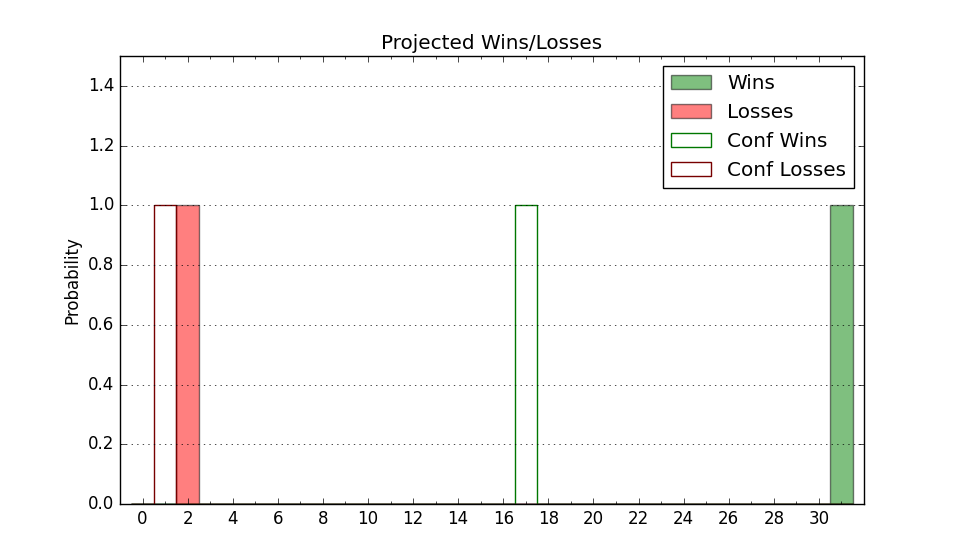 Projected Wins/Losses
Wins
Losses
Conf Wins
Conf Losses
Probability
1.4
1.2
1.0
0.8
0.6
0.4
0.2
0.0
0 2 4 6 8 10 12 14 16 18 20 22 24 26 28 30